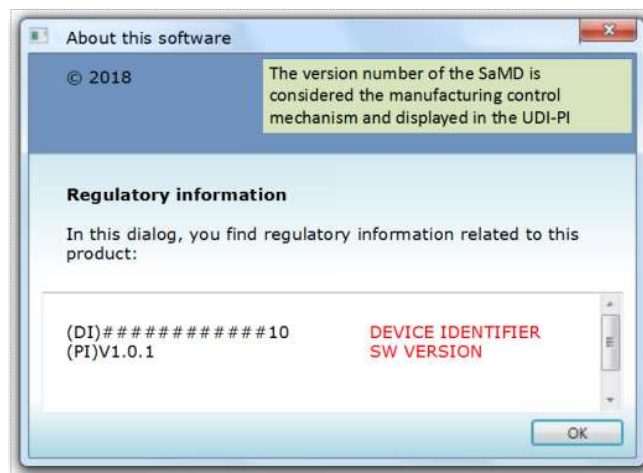 About this software
© 2018
The version number of the SaMD is
considered the manufacturing control
mechanism and displayed in the UDI-PI
Regulatory information
In this dialog, you find regulatory information related to this
product:
(DI)############10 DEVICE IDENTIFIER
(PI)V1.0.1 SW VERSION
OK